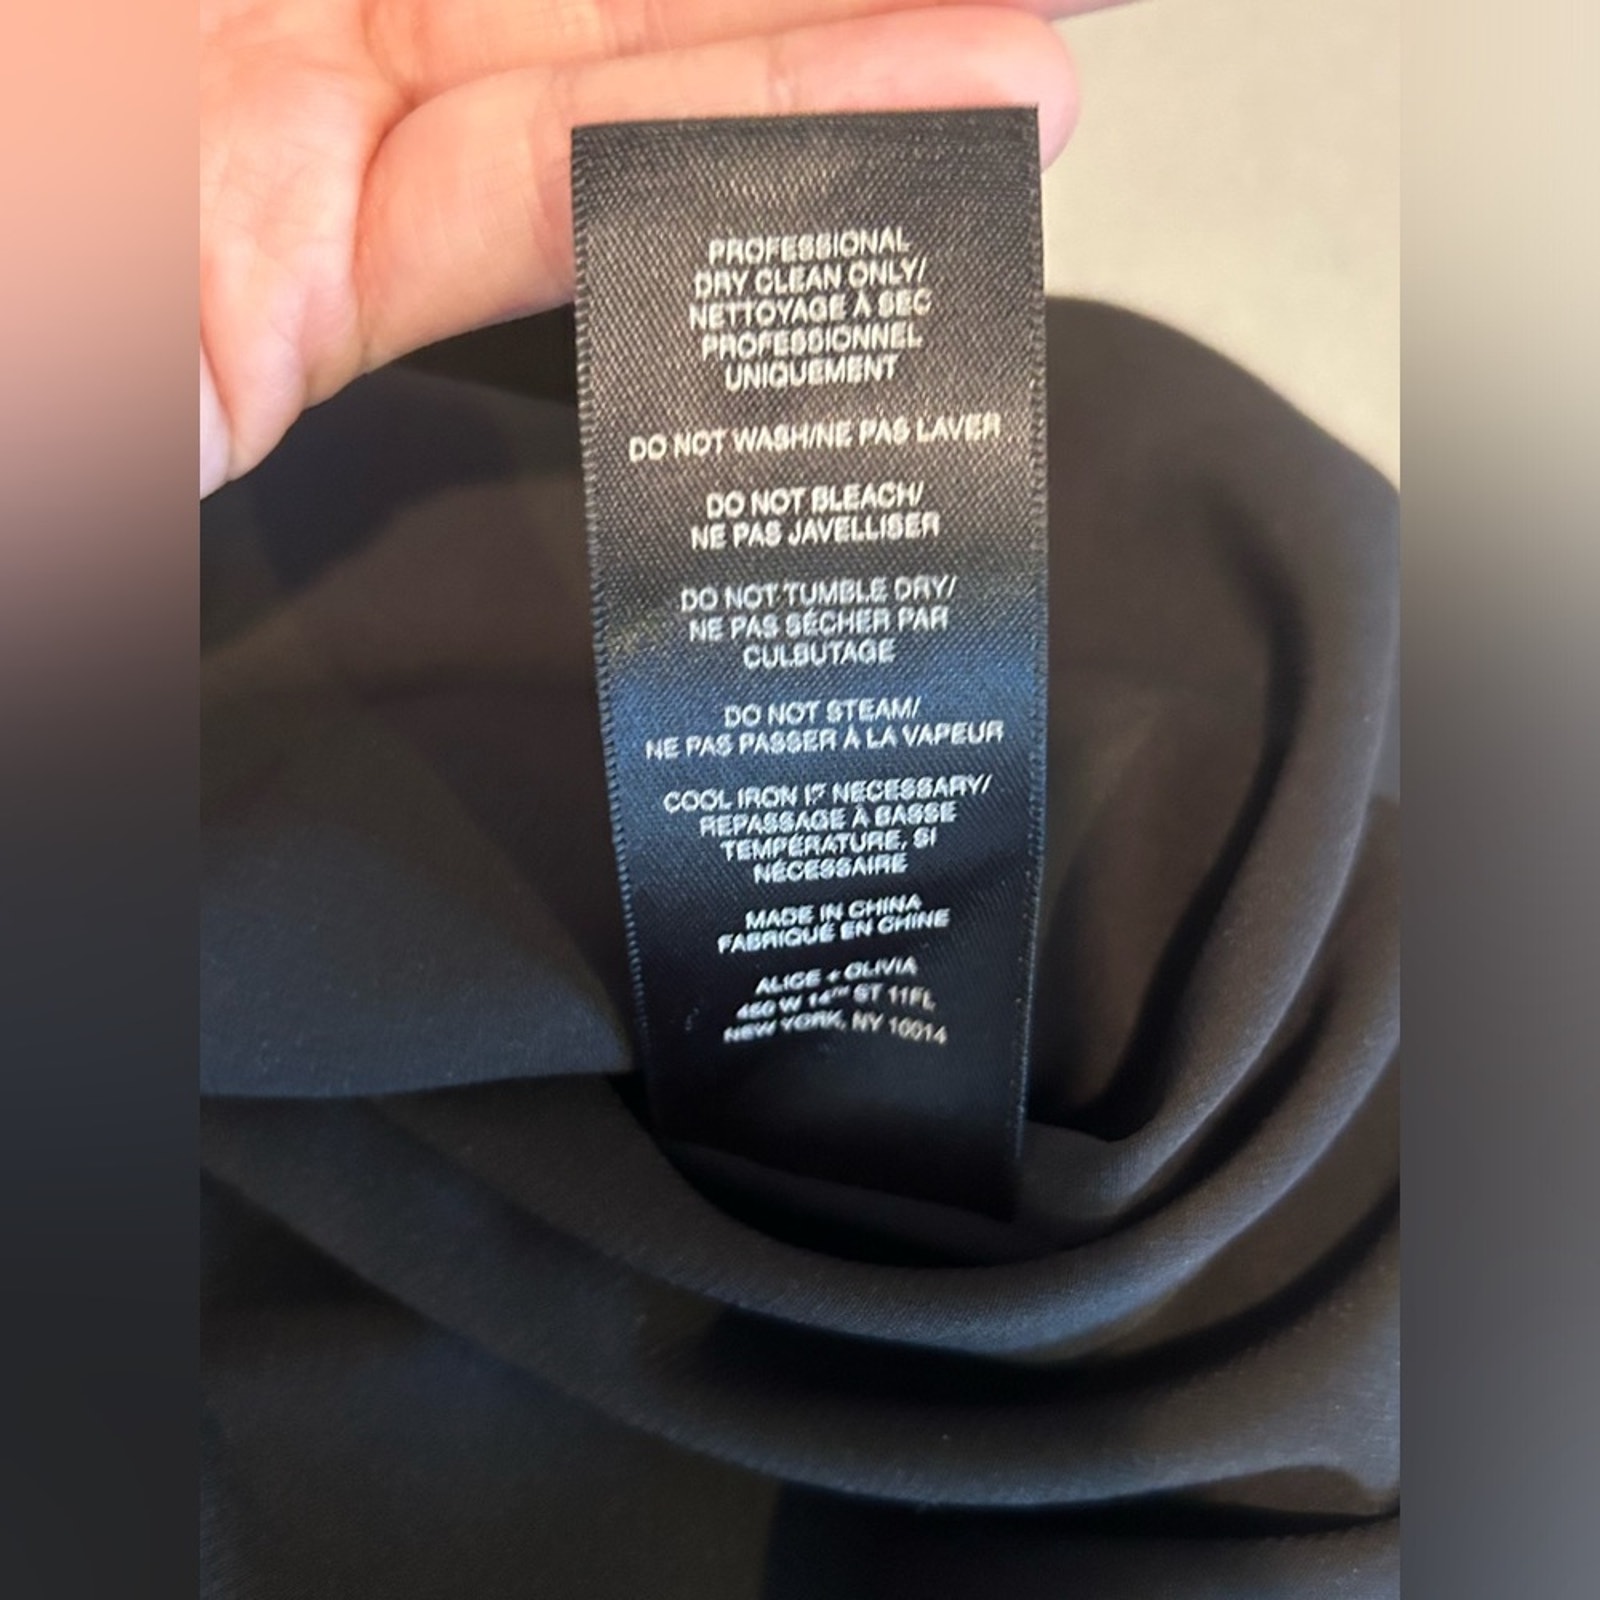 PROFESSIONAL
DRY CLEAN ONLY/
NETTOYAGE À SEC
PROFESSIONNEL
UNIQUEMENT
DO NOT WASH/NE PAS LAVER
DO NOT BLEACH/
NE PAS JAVELLISER
DO NOT TUMBLE DRY/
NE PAS SÉCHER PAR
CULBUTAGE
DO NOT STEAM/
NE PAS PASSER À LA VAPEUR
COOL IRON IF NECESSARY/
REPASSAGE À BASSE
TEMPÉRATURE, SI
NÉCESSAIRE
MADE IN CHINA
FABRIQUÉ EN CHINE
ALICE + OLIVIA
450 W 14TH ST 11FL
NEW YORK, NY 10014